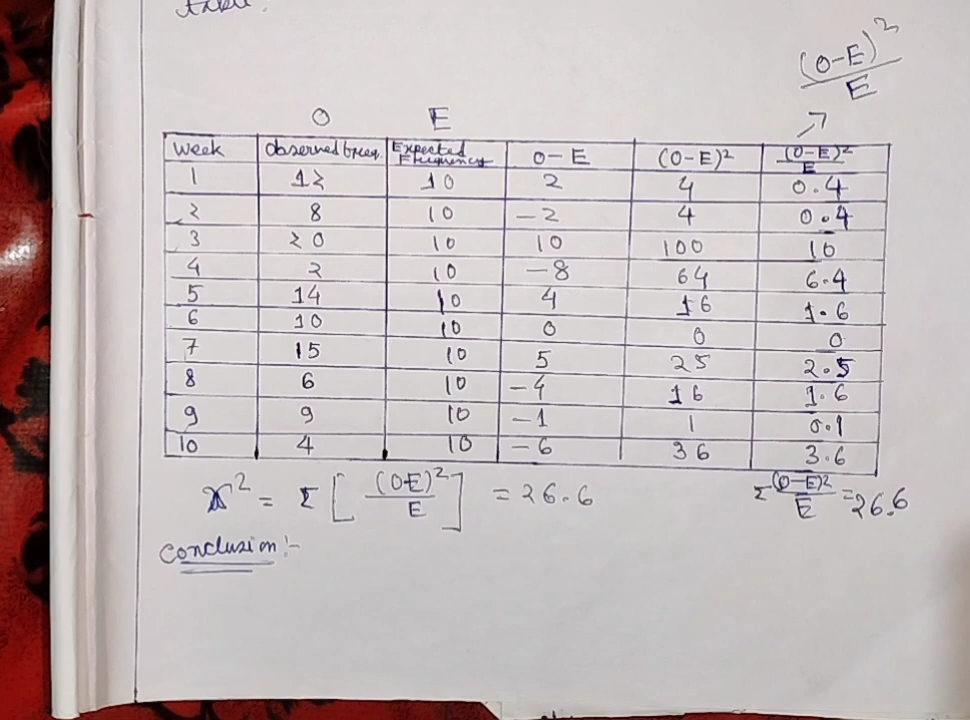 table.
(O-E)²
E
O E
Week Observed freq. Expected Frequency O-E (O-E)² (O-E)²/E
1 12 10 2 4 0.4
2 8 10 -2 4 0.4
3 20 10 10 100 10
4 2 10 -8 64 6.4
5 14 10 4 16 1.6
6 10 10 0 0 0
7 15 10 5 25 2.5
8 6 10 -4 16 1.6
9 9 10 -1 1 0.1
10 4 10 -6 36 3.6
χ² = Σ [ (O-E)²/E ] = 26.6 Σ (O-E)²/E = 26.6
Conclusion :-